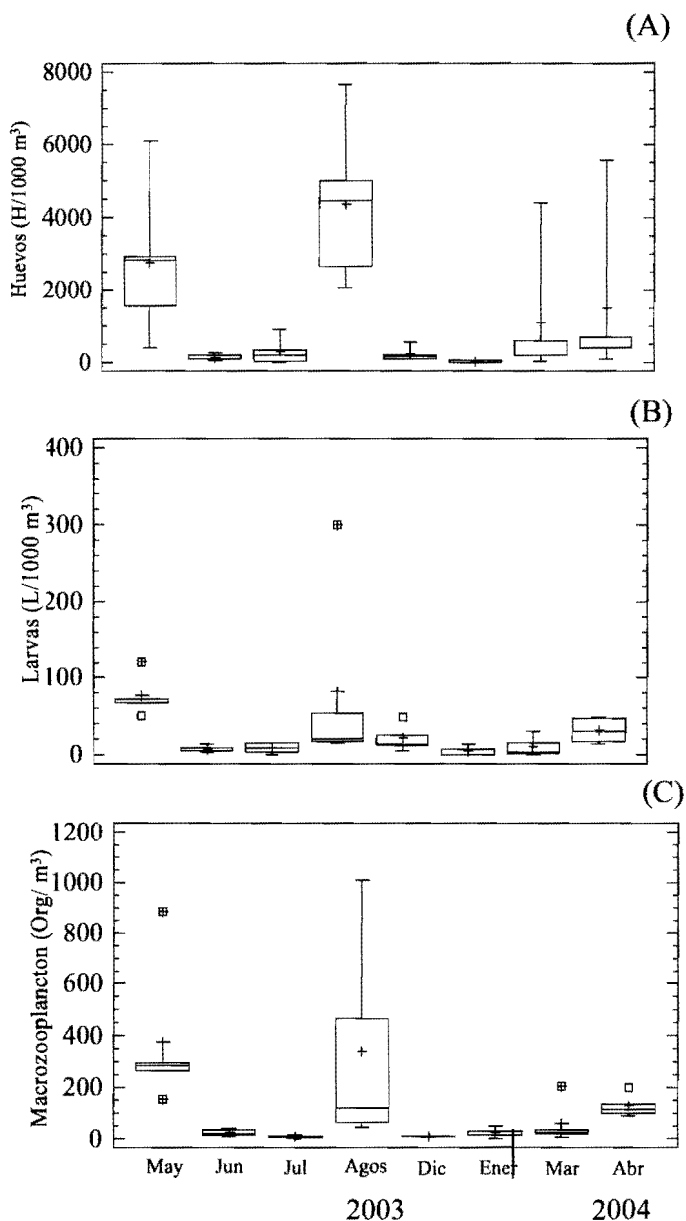 (A)
8000
6000
4000
2000
0
Huevos (H/1000 m³)
(B)
400
300
200
100
0
Larvas (L/1000 m³)
(C)
1200
1000
800
600
400
200
0
Macrozooplancton (Org/ m³)
May Jun Jul Agos Dic Ener Mar Abr
2003 2004